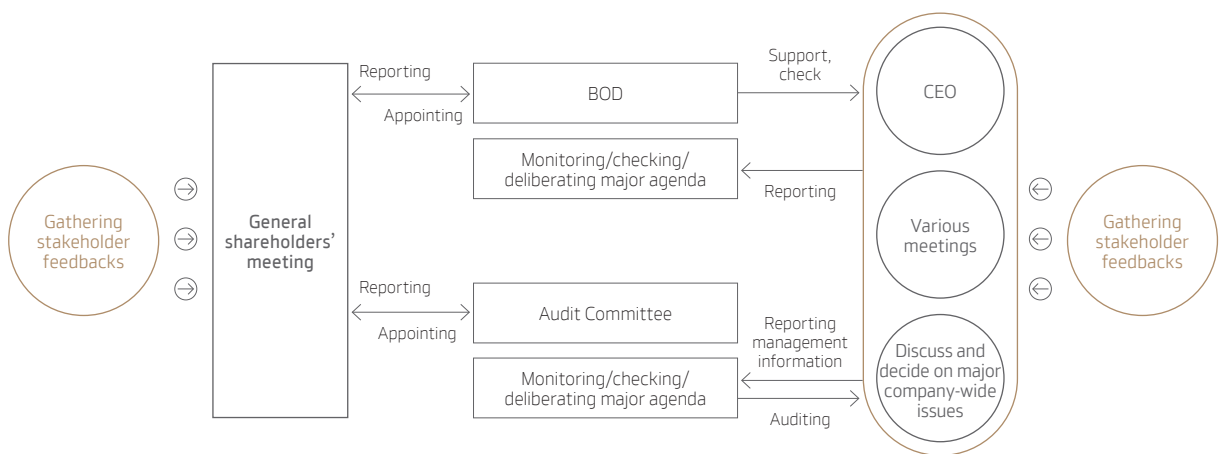 Gathering
stakeholder
feedbacks
General
shareholders'
meeting
Reporting
Appointing
BOD
Support,
check
Monitoring/checking/
deliberating major agenda
Reporting
Reporting
Appointing
Audit Committee
Monitoring/checking/
deliberating major agenda
Reporting
management
information
Auditing
CEO
Various
meetings
Discuss and
decide on major
company-wide
issues
Gathering
stakeholder
feedbacks